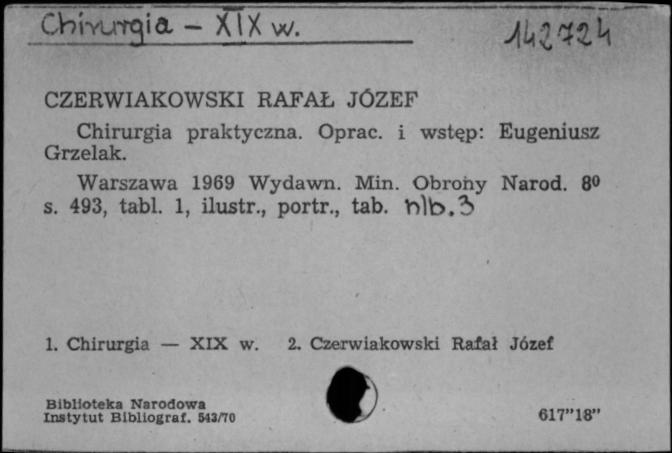 Chirurgia – XIX w.
142724
CZERWIAKOWSKI RAFAŁ JÓZEF
Chirurgia praktyczna. Oprac. i wstęp: Eugeniusz
Grzelak.
Warszawa 1969 Wydawn. Min. Obrony Narod. 8⁰
s. 493, tabl. 1, ilustr., portr., tab. nlb. 3
1. Chirurgia — XIX w. 2. Czerwiakowski Rafał Józef
Biblioteka Narodowa
Instytut Bibliograf. 543/70
617”18”